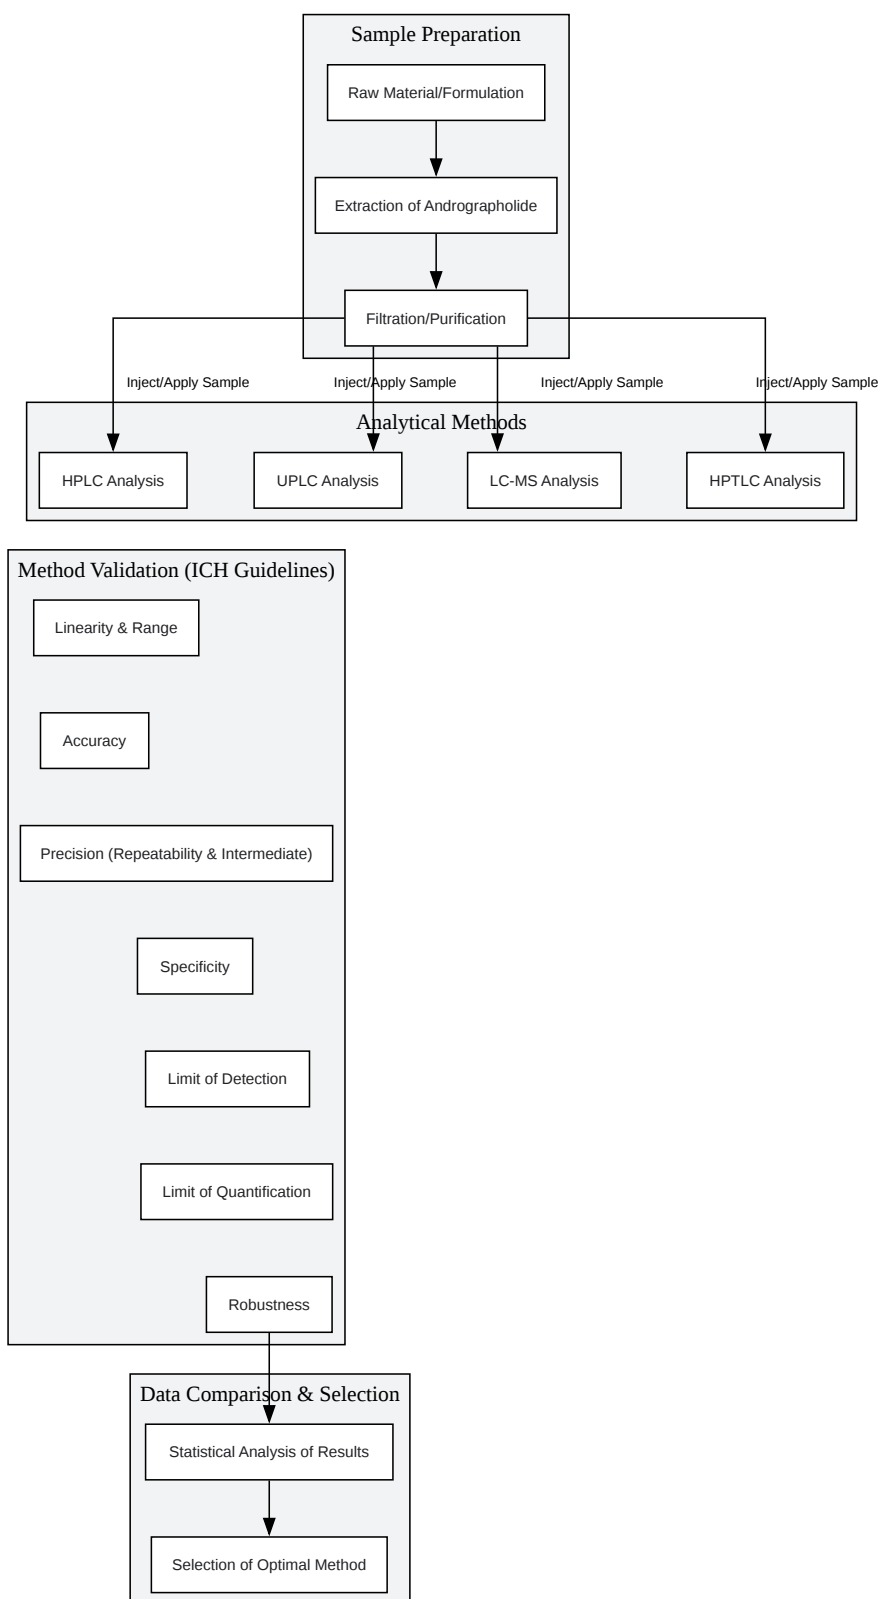 Sample Preparation
Raw Material/Formulation
Extraction of Andrographolide
Filtration/Purification
Inject/Apply Sample
Inject/Apply Sample
Inject/Apply Sample
Inject/Apply Sample
Analytical Methods
HPLC Analysis
UPLC Analysis
LC-MS Analysis
HPTLC Analysis
Method Validation (ICH Guidelines)
Linearity & Range
Accuracy
Precision (Repeatability & Intermediate)
Specificity
Limit of Detection
Limit of Quantification
Robustness
Data Comparison & Selection
Statistical Analysis of Results
Selection of Optimal Method